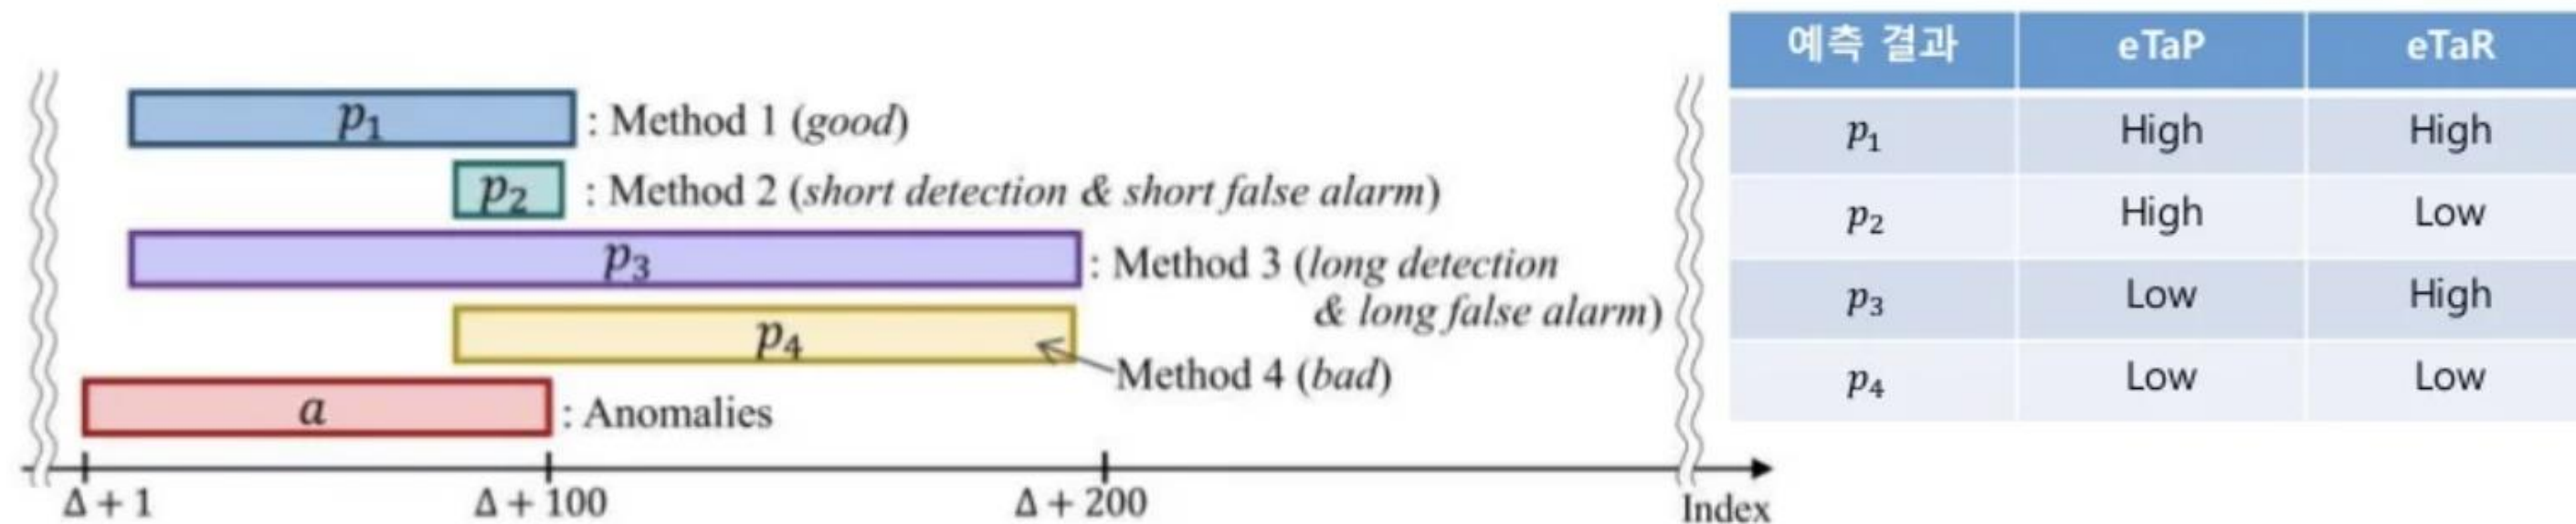 p₁ : Method 1 (good)
p₂ : Method 2 (short detection & short false alarm)
p₃ : Method 3 (long detection
& long false alarm)
p₄
Method 4 (bad)
a : Anomalies
Δ + 1 Δ + 100 Δ + 200 Index
예측 결과 eTaP eTaR
p₁ High High
p₂ High Low
p₃ Low High
p₄ Low Low